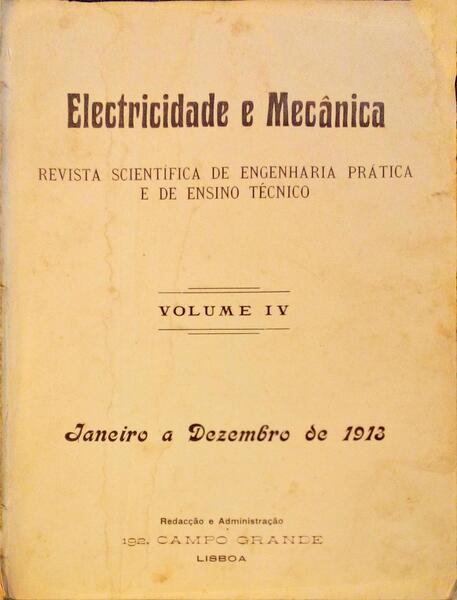 Electricidade e Mecânica
REVISTA SCIENTÍFICA DE ENGENHARIA PRÁTICA
E DE ENSINO TÉCNICO
VOLUME IV
Janeiro a Dezembro de 1913
Redacção e Administração
192, CAMPO GRANDE
LISBOA